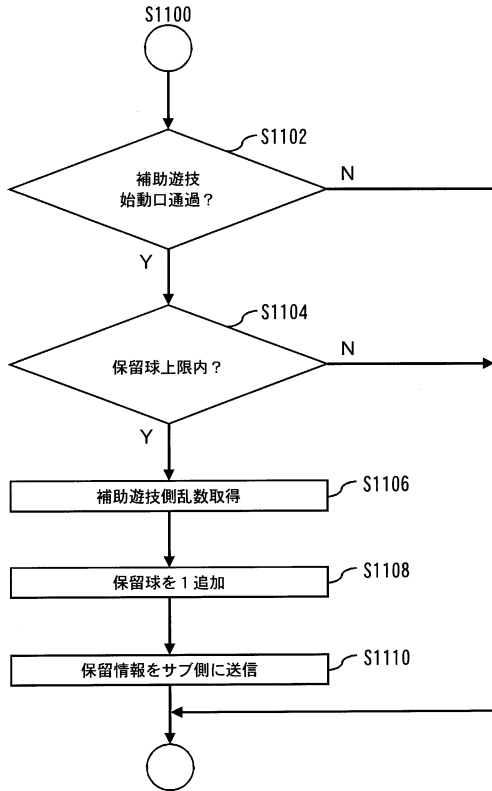 S1100
S1102
補助遊技
始動口通過？
N
Y
S1104
保留球上限内？
N
Y
補助遊技側乱数取得
S1106
保留球を１追加
S1108
保留情報をサブ側に送信
S1110